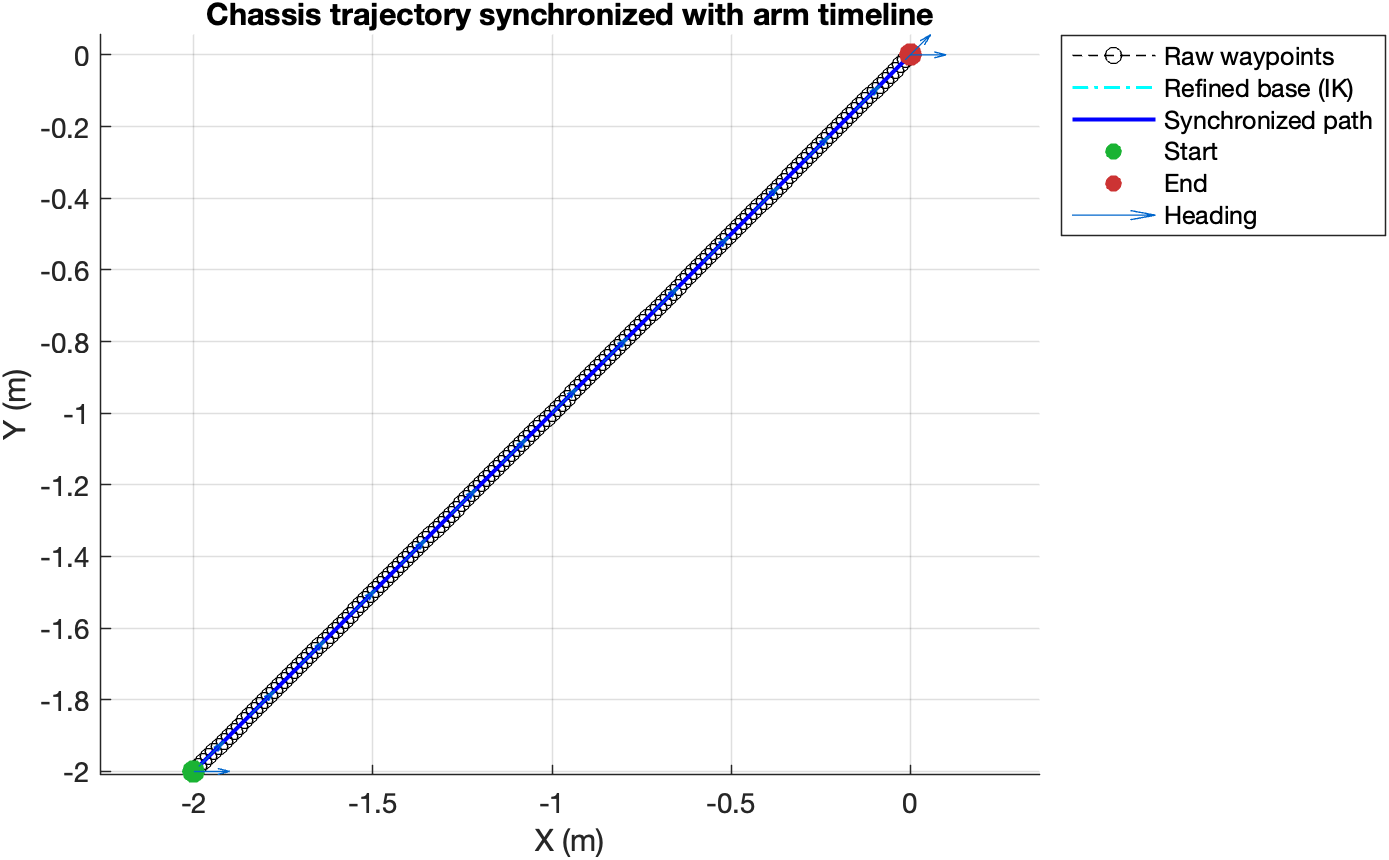 Chassis trajectory synchronized with arm timeline
Raw waypoints
Refined base (IK)
Synchronized path
Start
End
Heading
0
-0.2
-0.4
-0.6
-0.8
-1
-1.2
-1.4
-1.6
-1.8
-2
Y (m)
-2
-1.5
-1
-0.5
0
X (m)